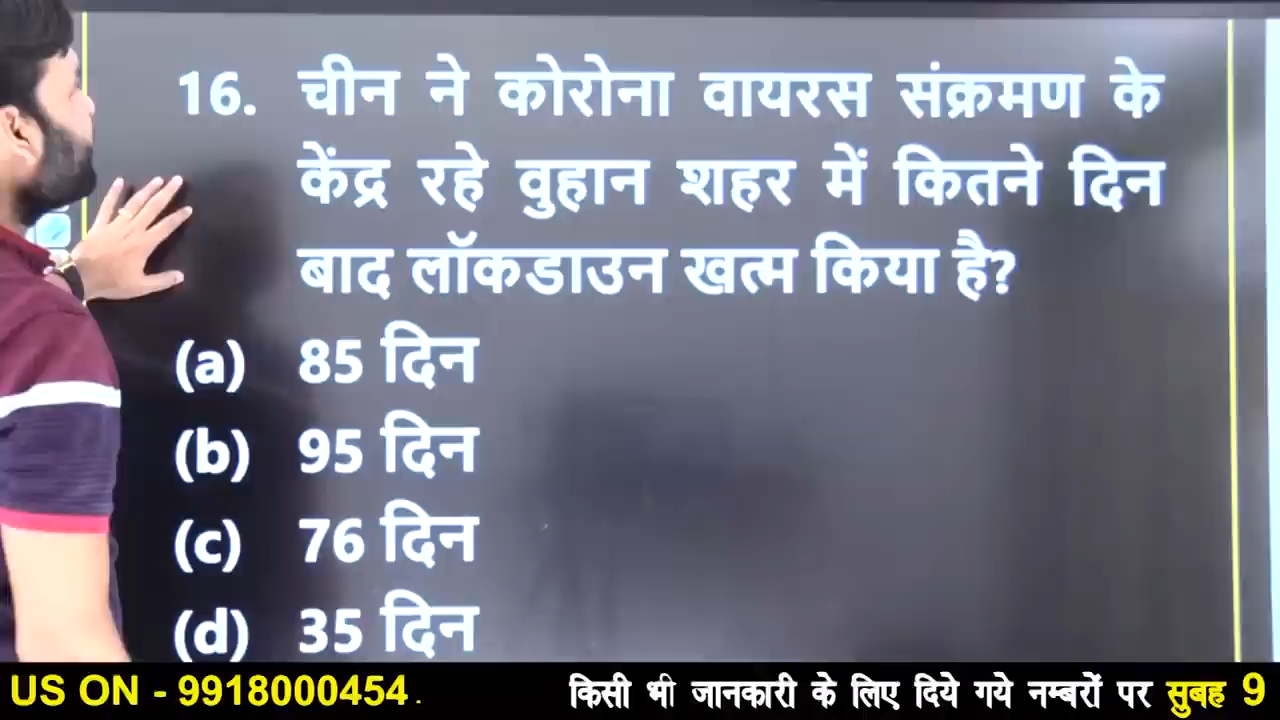 16. चीन ने कोरोना वायरस संक्रमण के
केंद्र रहे वुहान शहर में कितने दिन
बाद लॉकडाउन खत्म किया है?
(a) 85 दिन
(b) 95 दिन
(c) 76 दिन
(d) 35 दिन
US ON - 9918000454. किसी भी जानकारी के लिए दिये गये नम्बरों पर सुबह 9